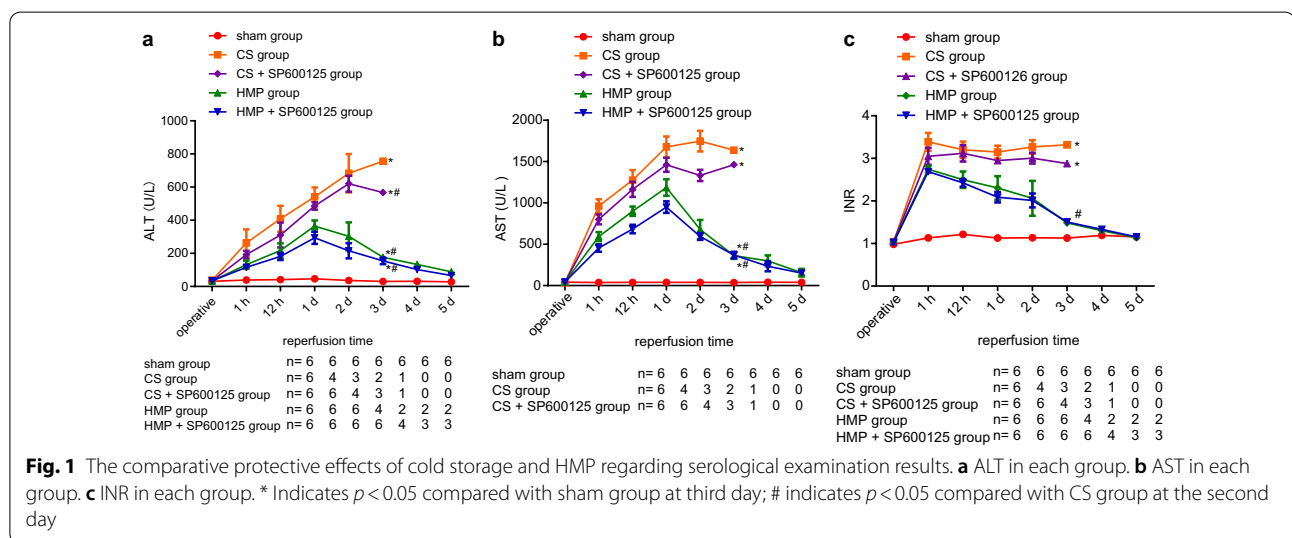 a
sham group
CS group
CS + SP600125 group
HMP group
HMP + SP600125 group
1000
800
600
400
200
0
ALT (U/L)
*
*#
*#
*#
operative
1 h
12 h
1 d
2 d
3 d
4 d
5 d
reperfusion time
sham group n= 6 6 6 6 6 6 6
CS group n= 6 4 3 2 1 0 0
CS + SP600125 group n= 6 6 4 3 1 0 0
HMP group n= 6 6 6 4 2 2 2
HMP + SP600125 group n= 6 6 6 6 4 3 3
b
sham group
CS group
CS + SP600125 group
HMP group
HMP + SP600125 group
2000
1500
1000
500
0
AST (U/L )
*
*
*#
*#
operative
1 h
12 h
1 d
2 d
3 d
4 d
5 d
reperfusion time
sham group n= 6 6 6 6 6 6 6
CS group n= 6 4 3 2 1 0 0
CS + SP600125 group n= 6 6 4 3 1 0 0
c
sham group
CS group
CS + SP600126 group
HMP group
HMP + SP600125 group
4
3
2
1
0
INR
*
*
#
operative
1 h
12 h
1 d
2 d
3 d
4 d
5 d
reperfusion time
sham group n= 6 6 6 6 6 6 6
CS group n= 6 4 3 2 1 0 0
CS + SP600125 group n= 6 6 4 3 1 0 0
HMP group n= 6 6 6 4 2 2 2
HMP + SP600125 group n= 6 6 6 6 4 3 3
Fig. 1 The comparative protective effects of cold storage and HMP regarding serological examination results. a ALT in each group. b AST in each
group. c INR in each group. * Indicates p < 0.05 compared with sham group at third day; # indicates p < 0.05 compared with CS group at the second
day